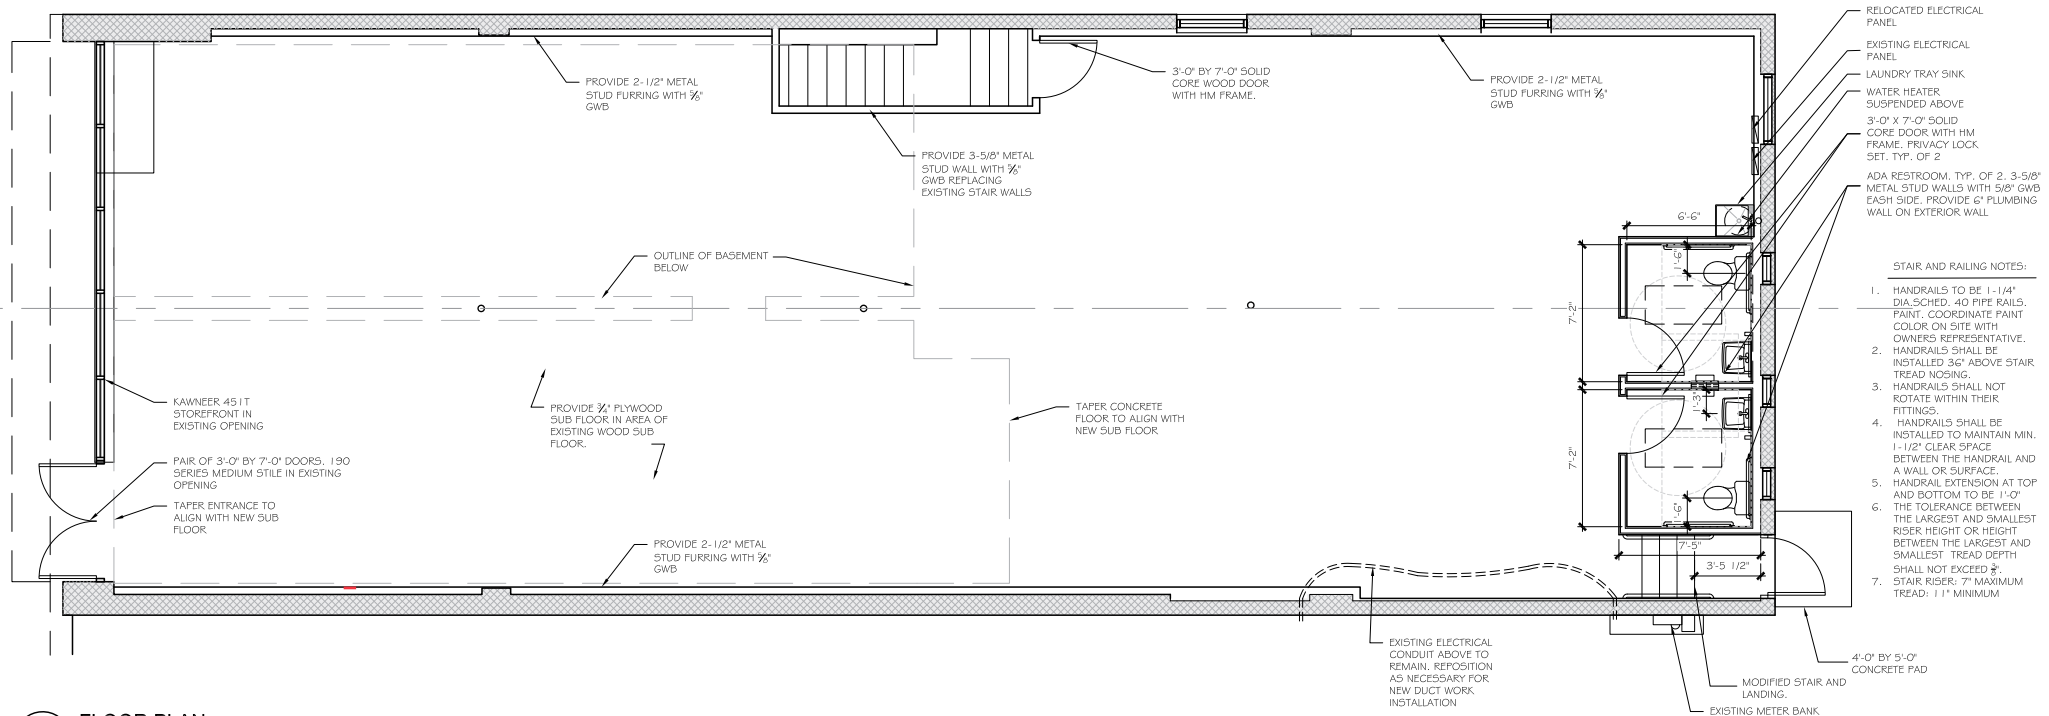 RELOCATED ELECTRICAL
PANEL
EXISTING ELECTRICAL
PANEL
LAUNDRY TRAY SINK
WATER HEATER
SUSPENDED ABOVE
3'-0" X 7'-0" SOLID
CORE DOOR WITH HM
FRAME. PRIVACY LOCK
SET. TYP. OF 2
ADA RESTROOM. TYP. OF 2. 3-5/8"
METAL STUD WALLS WITH 5/8" GWB
EASH SIDE. PROVIDE 6" PLUMBING
WALL ON EXTERIOR WALL
PROVIDE 2-1/2" METAL
STUD FURRING WITH 5/8"
GWB
3'-0" BY 7'-0" SOLID
CORE WOOD DOOR
WITH HM FRAME.
PROVIDE 2-1/2" METAL
STUD FURRING WITH 5/8"
GWB
PROVIDE 3-5/8" METAL
STUD WALL WITH 5/8"
GWB REPLACING
EXISTING STAIR WALLS
OUTLINE OF BASEMENT
BELOW
6'-6"
1'-6"
7'-2"
1'-3"
7'-2"
1'-6"
7'-5"
3'-5 1/2"
KAWNEER 451T
STOREFRONT IN
EXISTING OPENING
PROVIDE 3/4" PLYWOOD
SUB FLOOR IN AREA OF
EXISTING WOOD SUB
FLOOR.
TAPER CONCRETE
FLOOR TO ALIGN WITH
NEW SUB FLOOR
PAIR OF 3'-0" BY 7'-0" DOORS. 190
SERIES MEDIUM STILE IN EXISTING
OPENING
TAPER ENTRANCE TO
ALIGN WITH NEW SUB
FLOOR
PROVIDE 2-1/2" METAL
STUD FURRING WITH 5/8"
GWB
STAIR AND RAILING NOTES:
1. HANDRAILS TO BE 1-1/4"
DIA.SCHED. 40 PIPE RAILS.
PAINT. COORDINATE PAINT
COLOR ON SITE WITH
OWNERS REPRESENTATIVE.
2. HANDRAILS SHALL BE
INSTALLED 36" ABOVE STAIR
TREAD NOSING.
3. HANDRAILS SHALL NOT
ROTATE WITHIN THEIR
FITTINGS.
4. HANDRAILS SHALL BE
INSTALLED TO MAINTAIN MIN.
1-1/2" CLEAR SPACE
BETWEEN THE HANDRAIL AND
A WALL OR SURFACE.
5. HANDRAIL EXTENSION AT TOP
AND BOTTOM TO BE 1'-0"
6. THE TOLERANCE BETWEEN
THE LARGEST AND SMALLEST
RISER HEIGHT OR HEIGHT
BETWEEN THE LARGEST AND
SMALLEST TREAD DEPTH
SHALL NOT EXCEED 3/8".
7. STAIR RISER: 7" MAXIMUM
TREAD: 11" MINIMUM
EXISTING ELECTRICAL
CONDUIT ABOVE TO
REMAIN. REPOSITION
AS NECESSARY FOR
NEW DUCT WORK
INSTALLATION
4'-0" BY 5'-0"
CONCRETE PAD
MODIFIED STAIR AND
LANDING.
EXISTING METER BANK
FLOOR PLAN